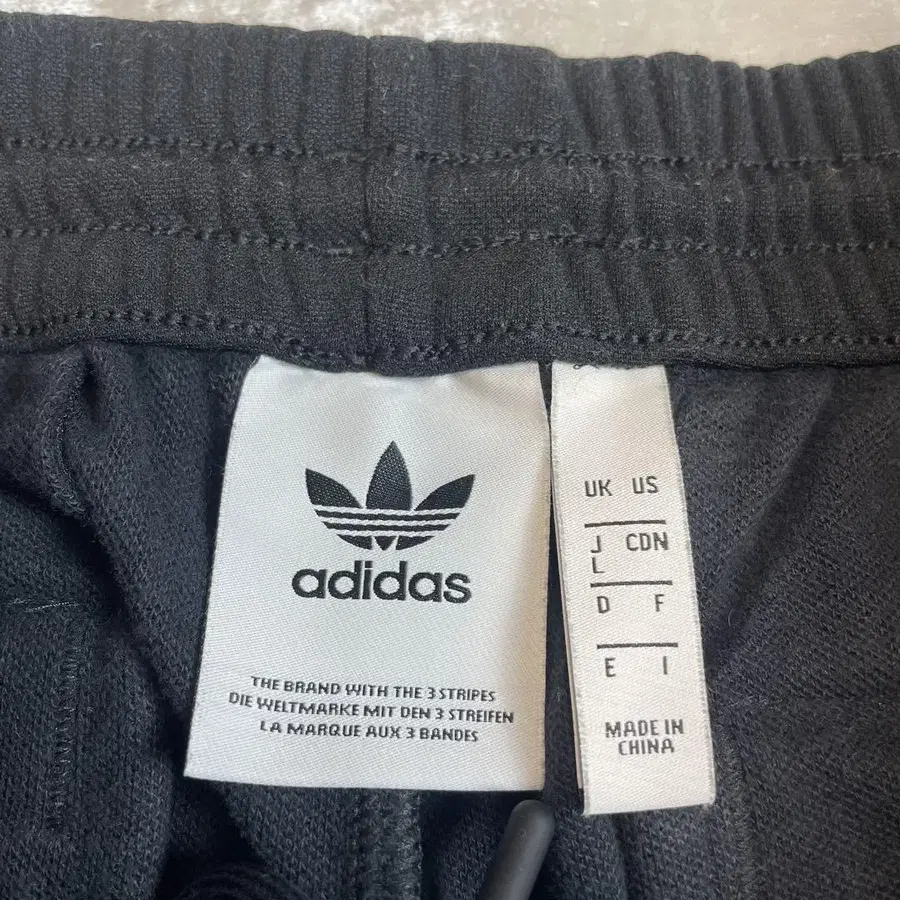 adidas
THE BRAND WITH THE 3 STRIPES
DIE WELTMARKE MIT DEN 3 STREIFEN
LA MARQUE AUX 3 BANDES
UK US
J CDN
L
D F
E I
MADE IN
CHINA